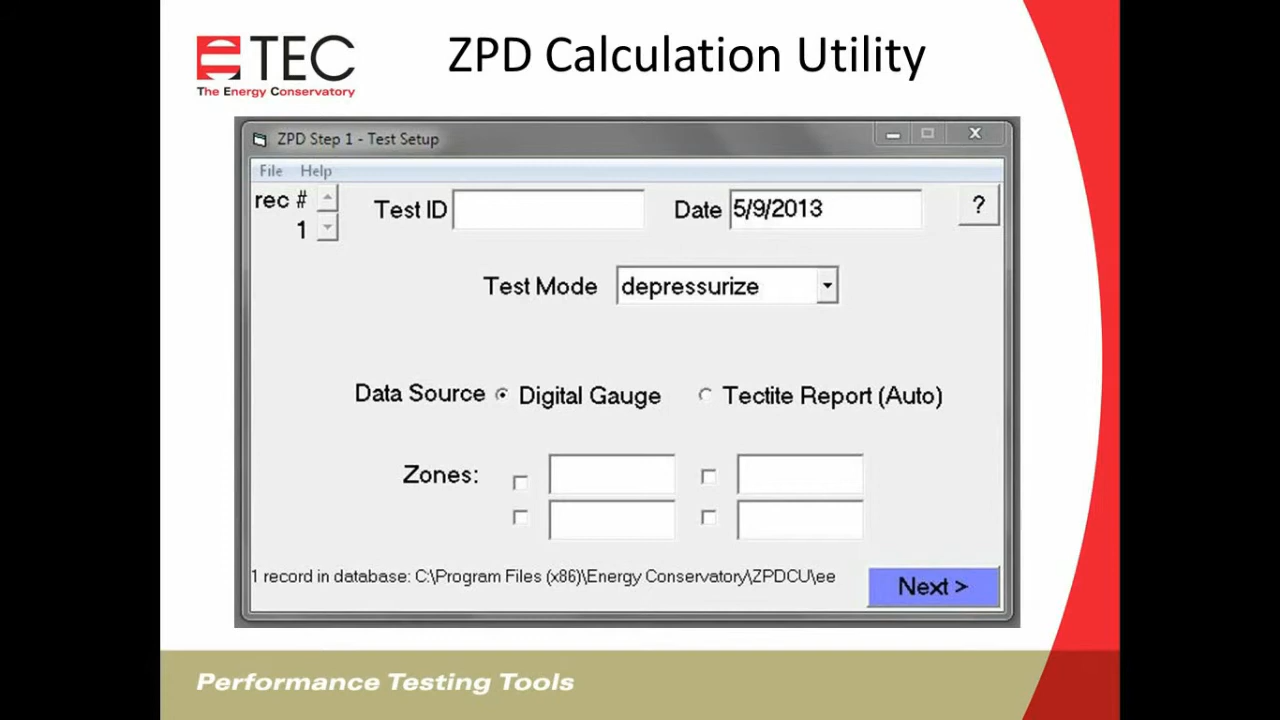 TEC
The Energy Conservatory
ZPD Calculation Utility
ZPD Step 1 - Test Setup
File Help
rec #
1
Test ID
Date 5/9/2013
?
Test Mode depressurize
Data Source Digital Gauge Tectite Report (Auto)
Zones:
1 record in database: C:\Program Files (x86)\Energy Conservatory\ZPDCU\ee
Next >
Performance Testing Tools